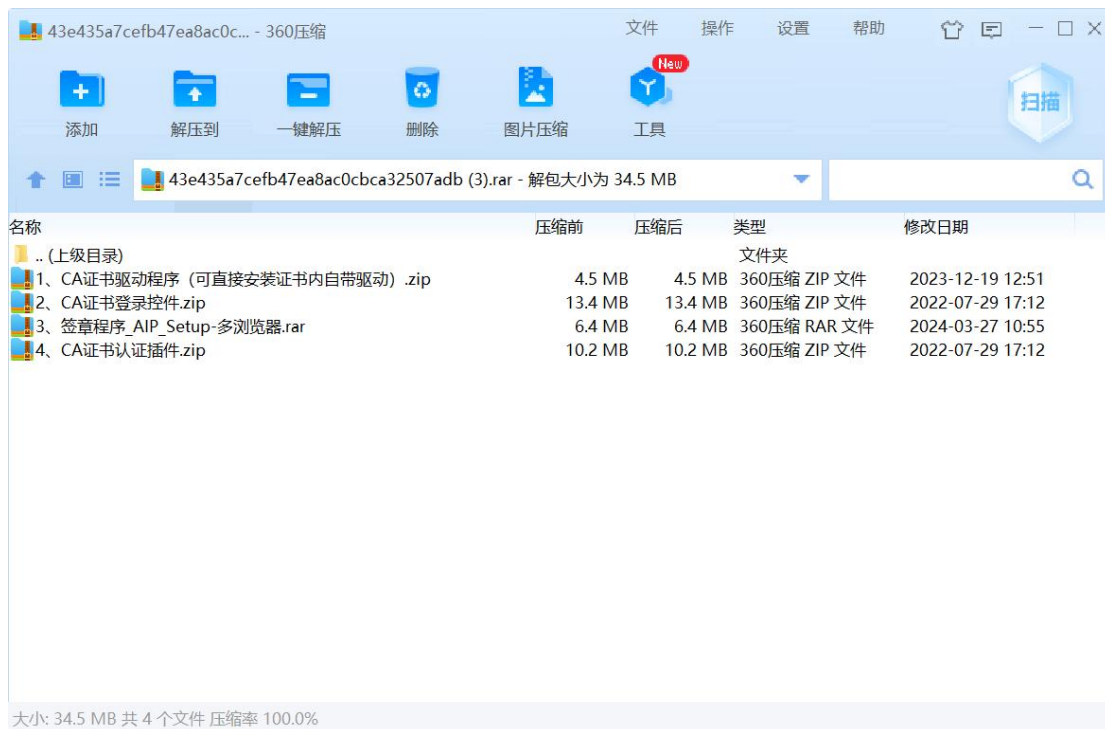 43e435a7cefb47ea8ac0c... - 360压缩 文件 操作 设置 帮助
New
添加 解压到 一键解压 删除 图片压缩 工具 扫描
43e435a7cefb47ea8ac0cbca32507adb (3).rar - 解包大小为 34.5 MB
名称 压缩前 压缩后 类型 修改日期
.. (上级目录) 文件夹
1、CA证书驱动程序（可直接安装证书内自带驱动）.zip 4.5 MB 4.5 MB 360压缩 ZIP 文件 2023-12-19 12:51
2、CA证书登录控件.zip 13.4 MB 13.4 MB 360压缩 ZIP 文件 2022-07-29 17:12
3、签章程序_AIP_Setup-多浏览器.rar 6.4 MB 6.4 MB 360压缩 RAR 文件 2024-03-27 10:55
4、CA证书认证插件.zip 10.2 MB 10.2 MB 360压缩 ZIP 文件 2022-07-29 17:12
大小: 34.5 MB 共 4 个文件 压缩率 100.0%